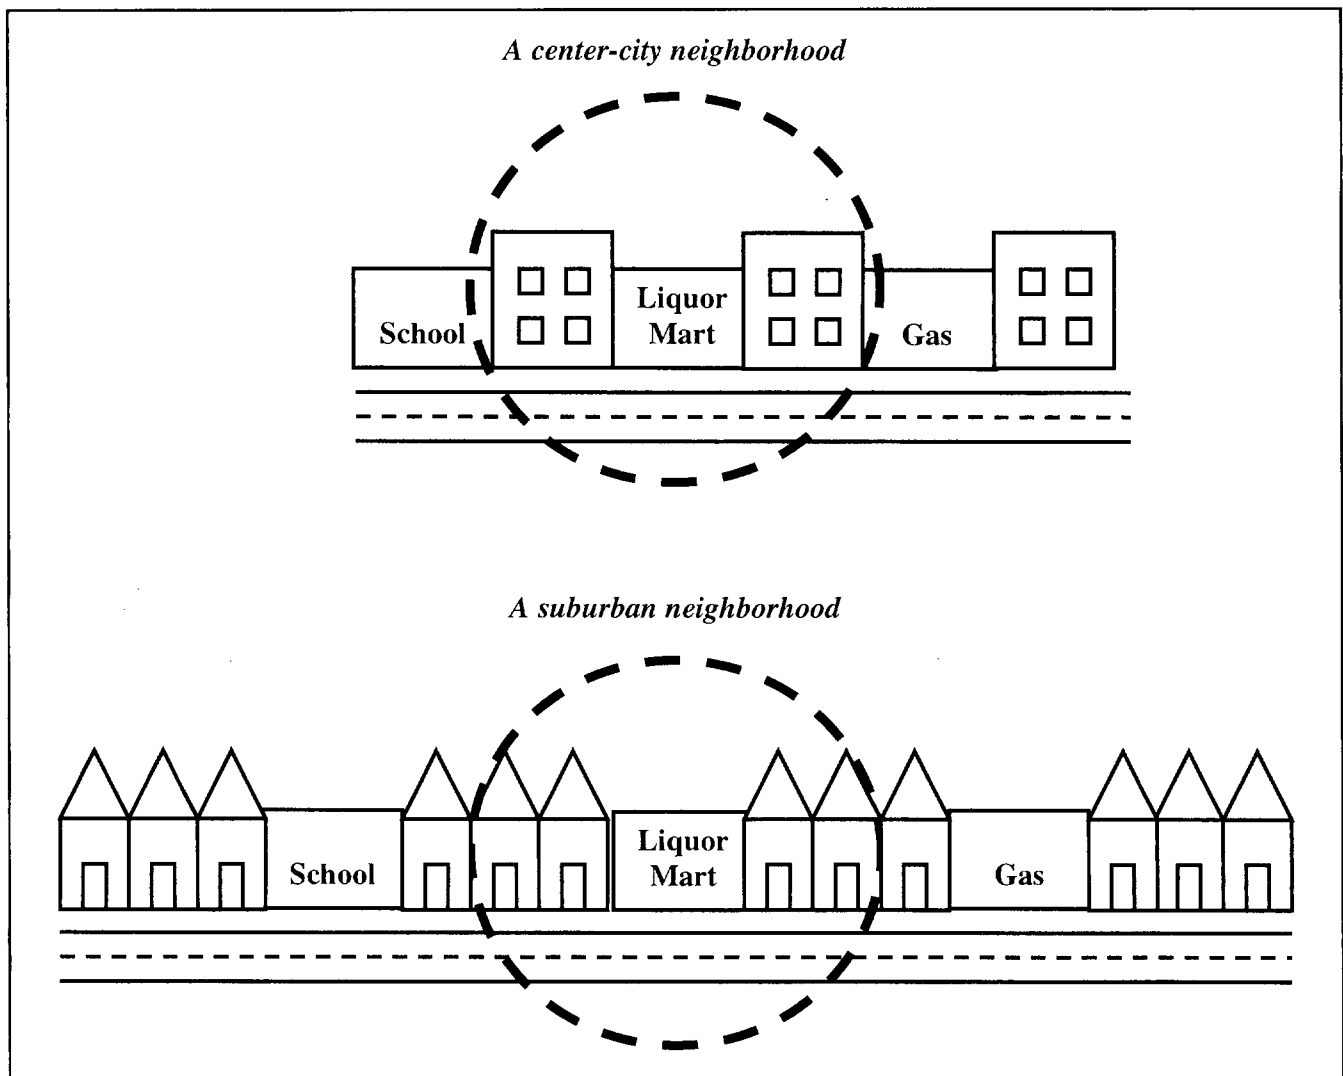 A center-city neighborhood
Liquor
Mart
School
Gas
A suburban neighborhood
Liquor
Mart
School
Gas